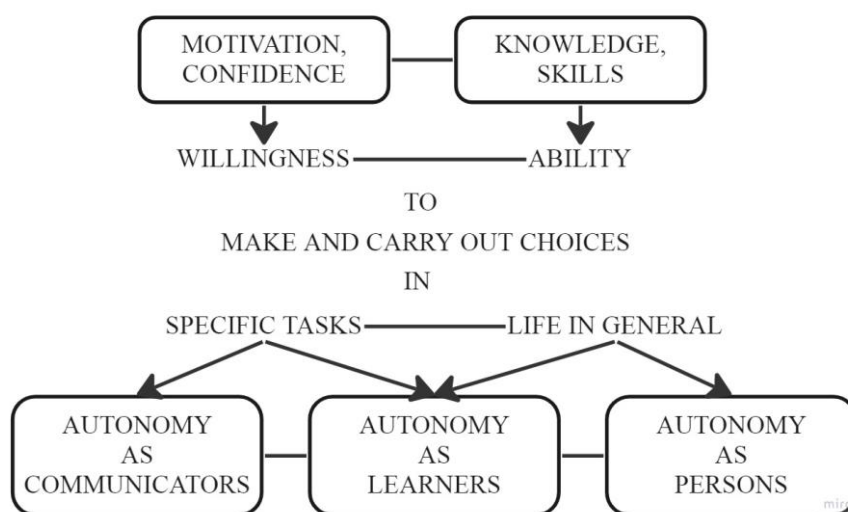 MOTIVATION,
CONFIDENCE
KNOWLEDGE,
SKILLS
WILLINGNESS
ABILITY
TO
MAKE AND CARRY OUT CHOICES
IN
SPECIFIC TASKS
LIFE IN GENERAL
AUTONOMY
AS
COMMUNICATORS
AUTONOMY
AS
LEARNERS
AUTONOMY
AS
PERSONS